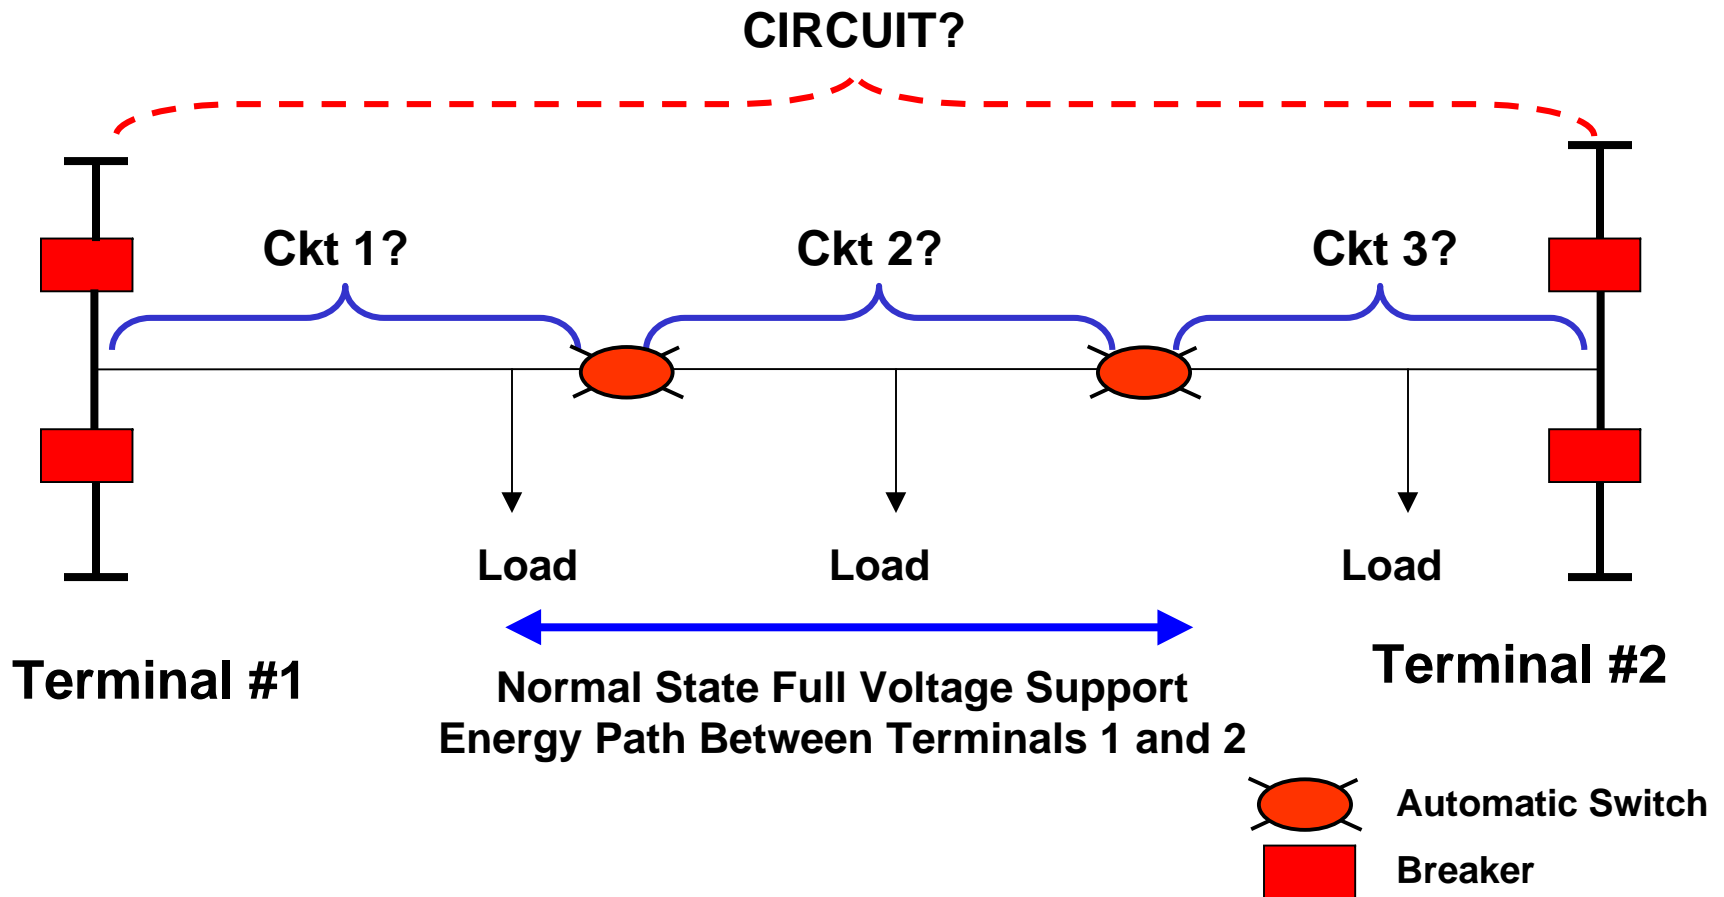 CIRCUIT?
Ckt 1?
Ckt 2?
Ckt 3?
Load
Load
Load
Terminal #1
Terminal #2
Normal State Full Voltage Support
Energy Path Between Terminals 1 and 2
Automatic Switch
Breaker